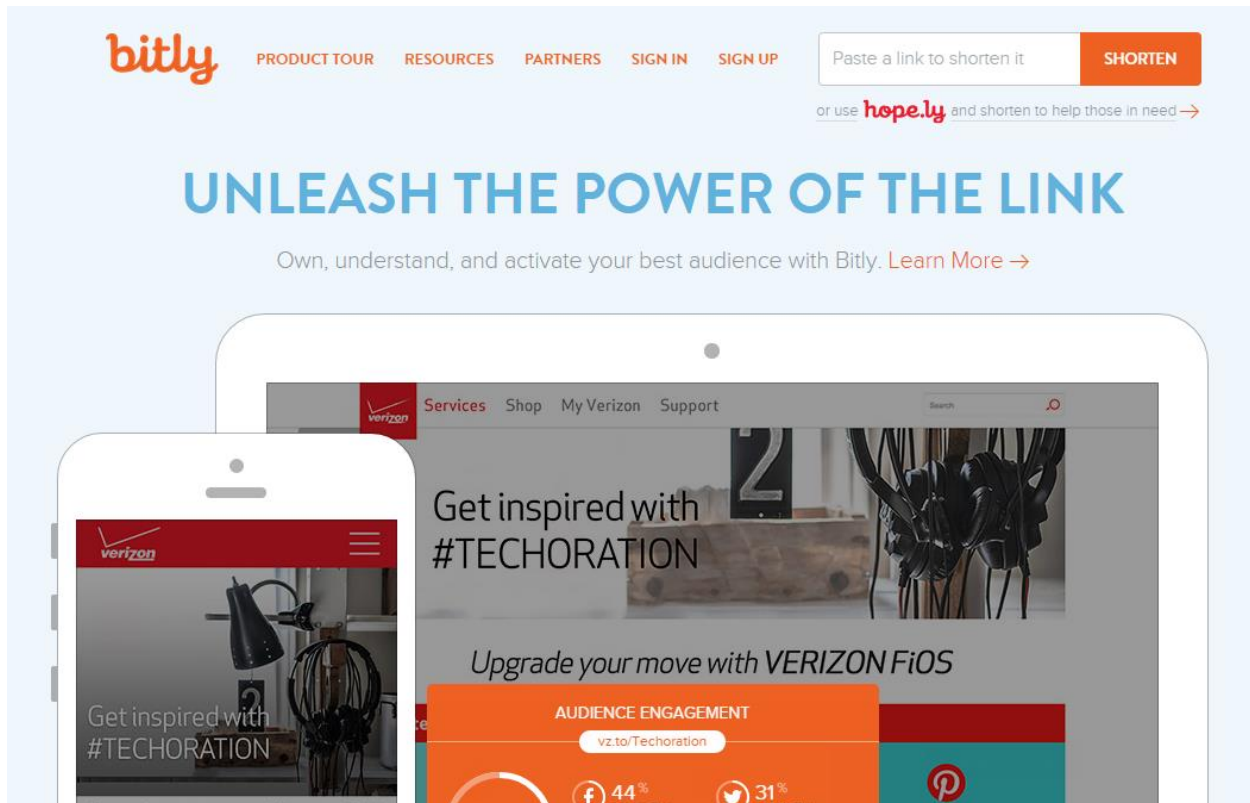 bitly PRODUCT TOUR RESOURCES PARTNERS SIGN IN SIGN UP Paste a link to shorten it SHORTEN
or use hope.ly and shorten to help those in need →
UNLEASH THE POWER OF THE LINK
Own, understand, and activate your best audience with Bitly. Learn More →
verizon Services Shop My Verizon Support Search
2
Get inspired with
#TECHORATION
Upgrade your move with VERIZON FiOS
verizon
2
Get inspired with
#TECHORATION
AUDIENCE ENGAGEMENT
vz.to/Techoration
44% 31%